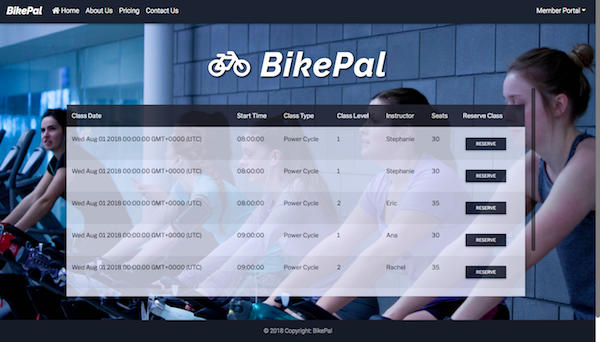 BikePal Home About Pricing Contact Us Member Portal
BikePal
Class Date Start Time Class Type Class Level Instructor Seats Reserve Class
Wed Aug 01 2018 00:00:00 GMT+0000 (UTC) 08:00:00 Power Cycle 1 Stephanie 30 RESERVE
Wed Aug 01 2018 00:00:00 GMT+0000 (UTC) 08:00:00 Power Cycle 1 Stephanie 30 RESERVE
Wed Aug 01 2018 00:00:00 GMT+0000 (UTC) 08:00:00 Power Cycle 2 Eric 35 RESERVE
Wed Aug 01 2018 00:00:00 GMT+0000 (UTC) 09:00:00 Power Cycle 1 Ana 30 RESERVE
Wed Aug 01 2018 00:00:00 GMT+0000 (UTC) 09:00:00 Power Cycle 2 Rachel 35 RESERVE
© 2018 Copyright: BikePal